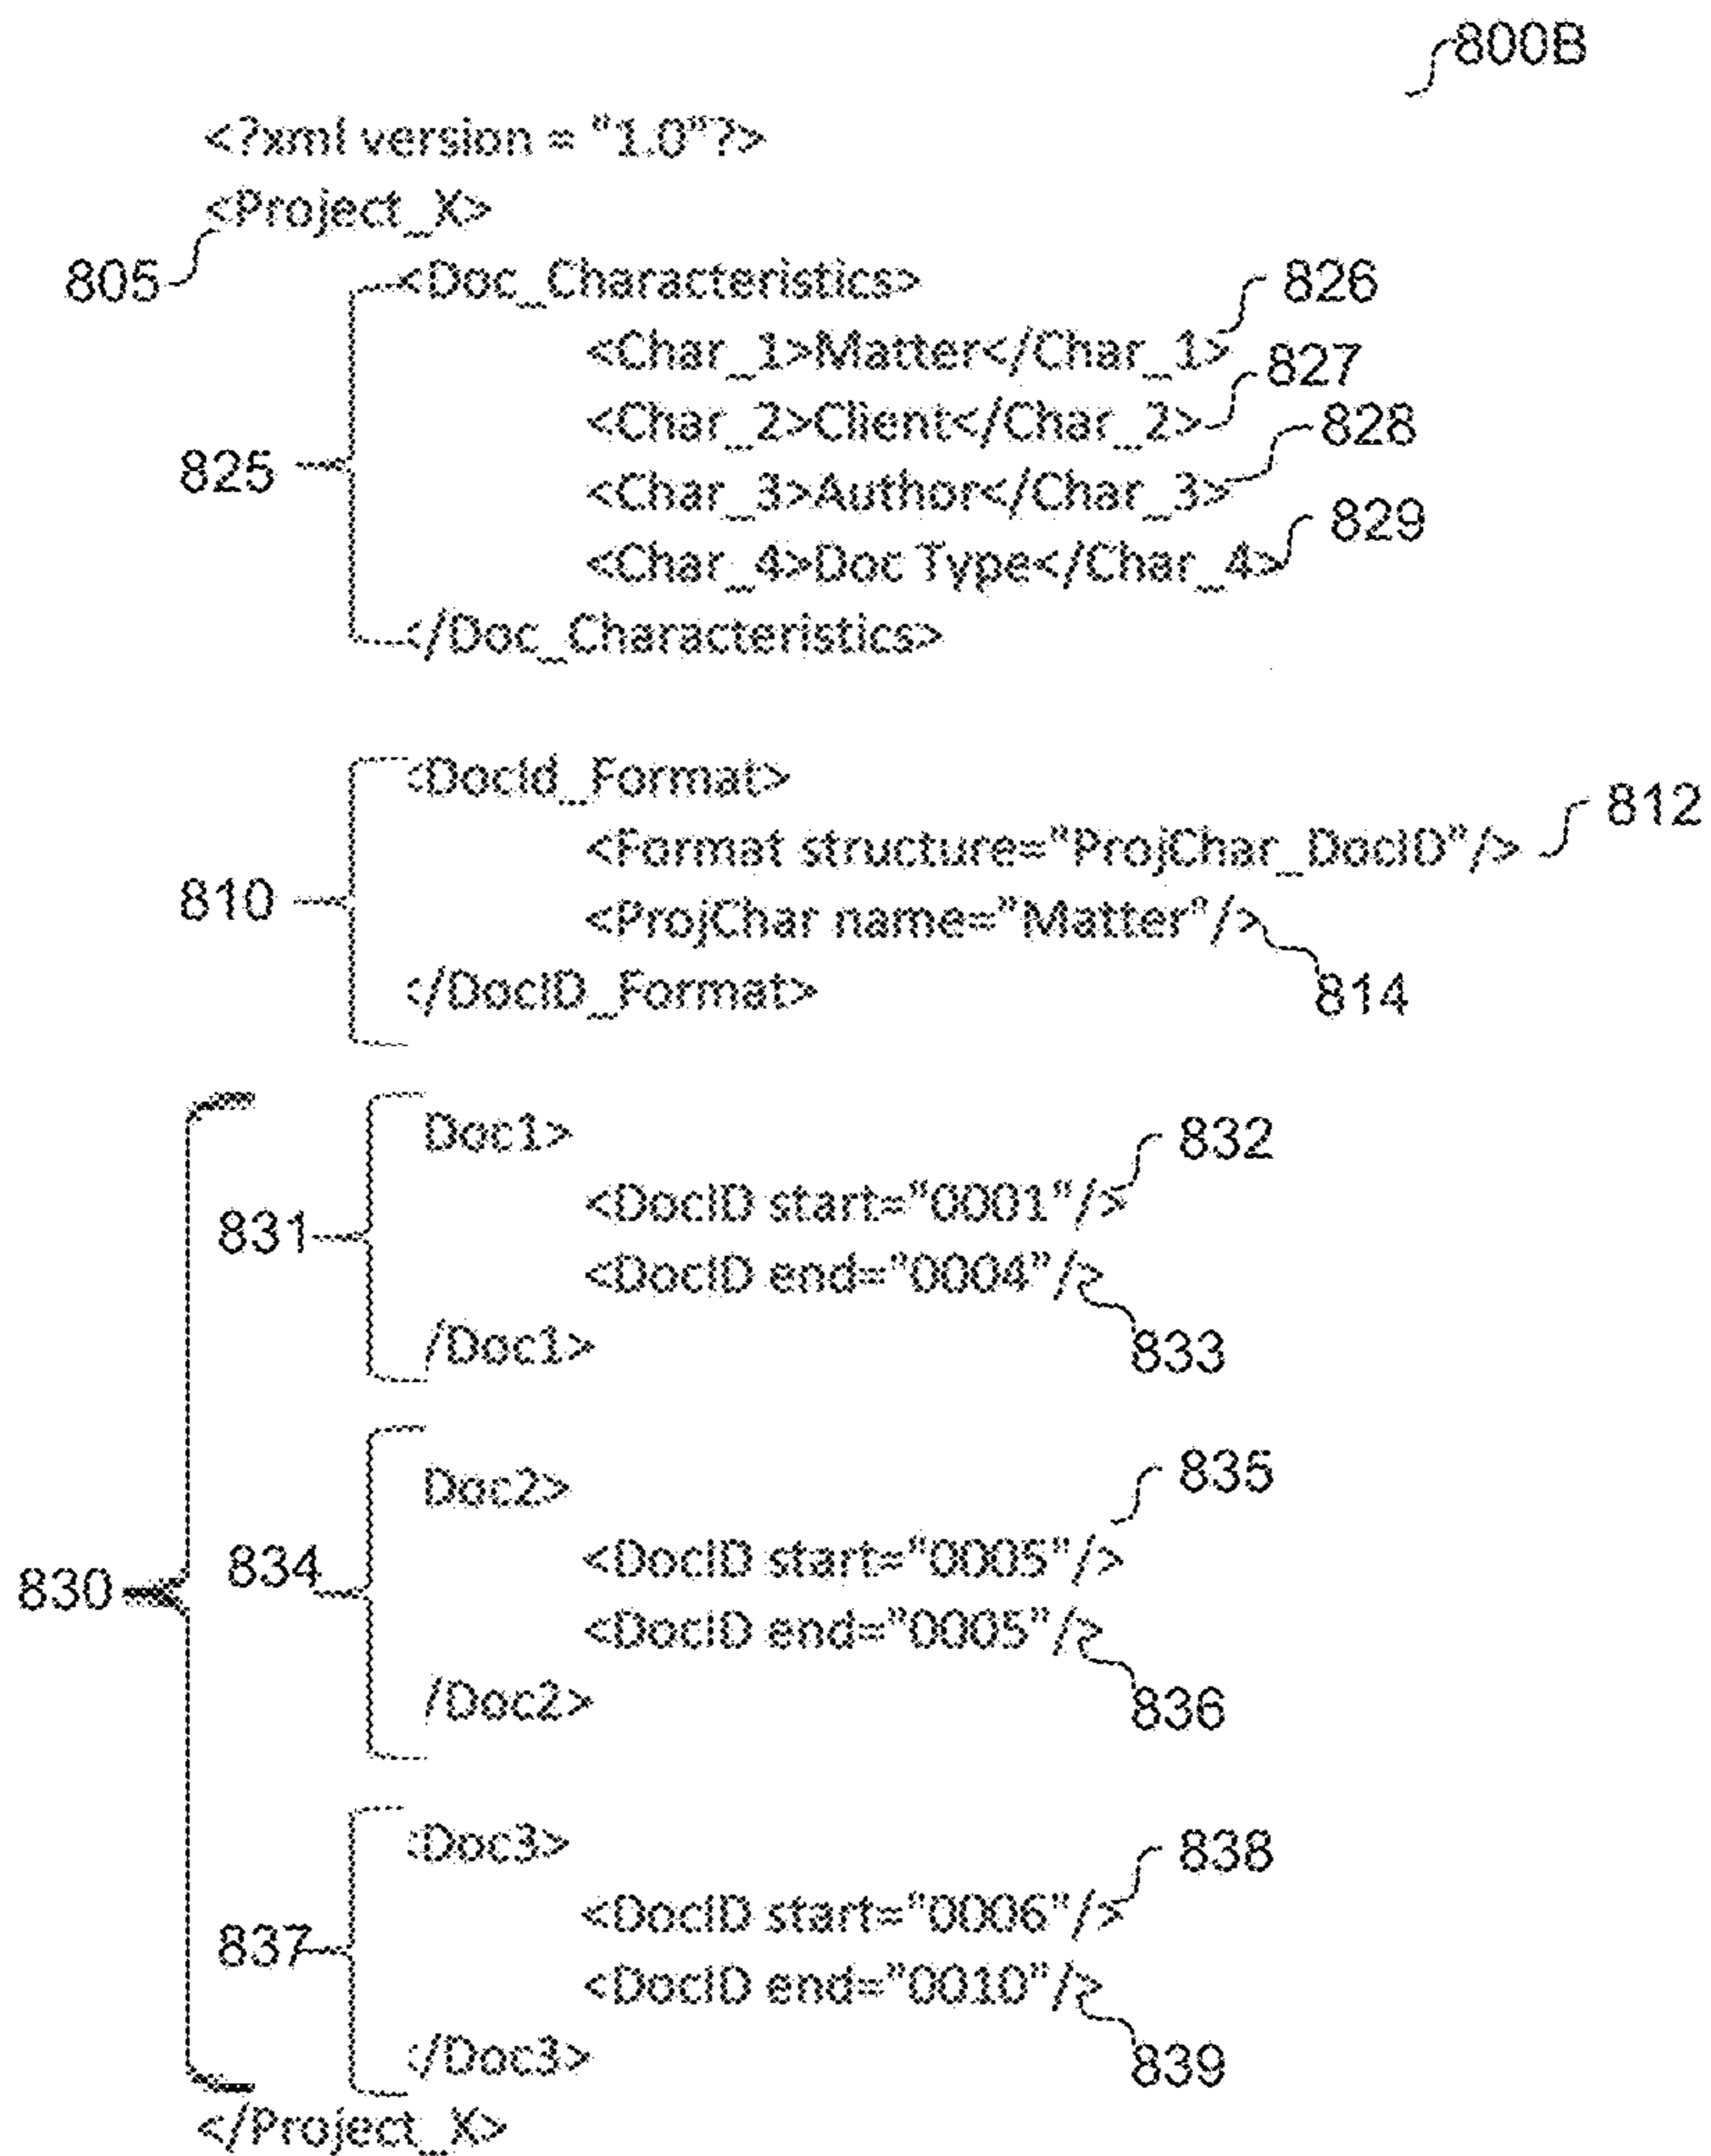 800B
<?xml version = "1.0"?>
<Project_X>
805
<Doc_Characteristics>
826
<Char_1>Matter</Char_1>
827
<Char_2>Client</Char_2>
828
825
<Char_3>Author</Char_3>
829
<Char_4>Doc Type</Char_4>
</Doc_Characteristics>
<DocId_Format>
812
<Format structure="ProjChar_DocID"/>
810
<ProjChar name="Matter"/>
814
</DocID_Format>
Doc1>
832
831
<DocID start="0001"/>
<DocID end="0004"/>
833
/Doc1>
Doc2>
835
830
834
<DocID start="0005"/>
<DocID end="0005"/>
836
/Doc2>
:Doc3>
838
837
<DocID start="0006"/>
<DocID end="0010"/>
839
:/Doc3>
</Project_X>